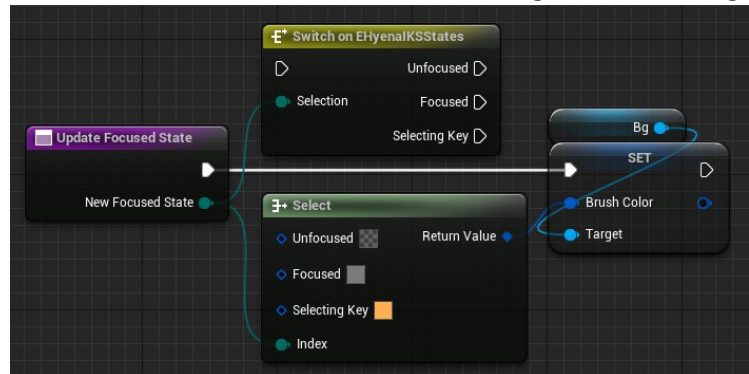 Switch on EHyenaIKSStates
Unfocused
Selection
Focused
Selecting Key
Update Focused State
New Focused State
Select
Unfocused
Return Value
Focused
Selecting Key
Index
Bg
SET
Brush Color
Target